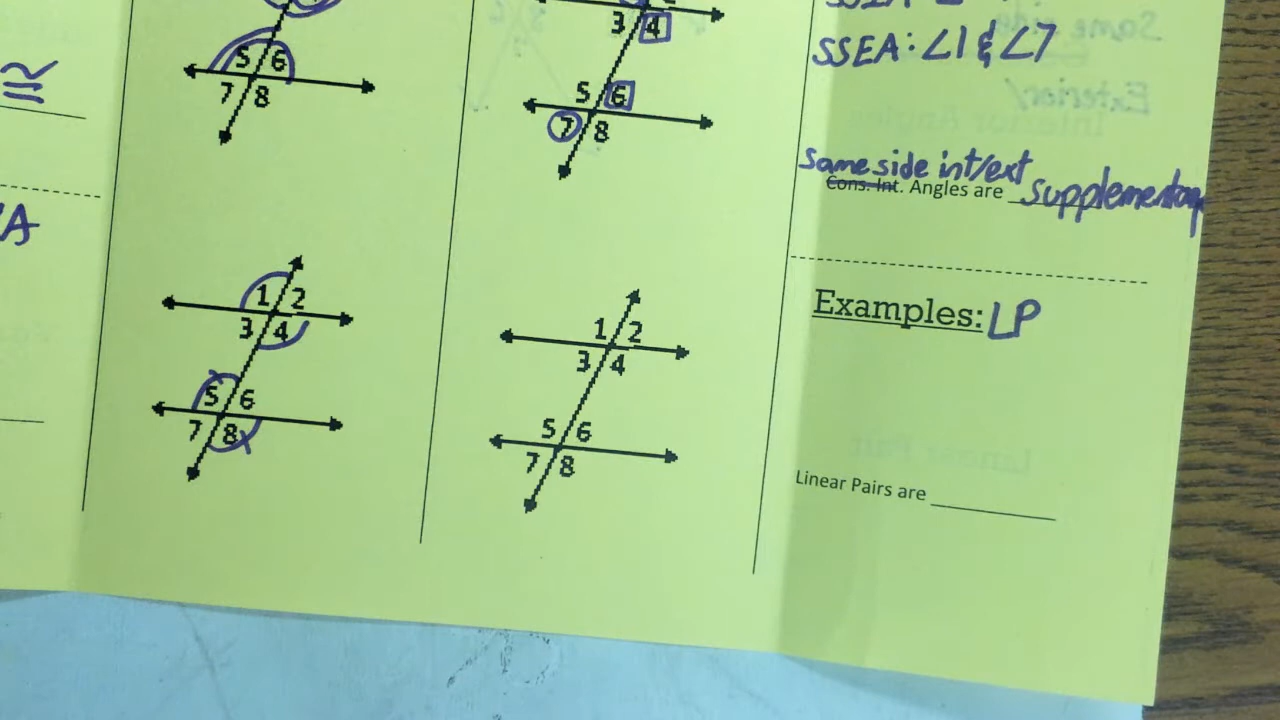 ≅
A
5 6
7 8
1 2
3 4
5 6
7 8
3 4
5 6
7 8
1 2
3 4
5 6
7 8
SSEA: ∠1 & ∠7
Same side int/ext
Cons. Int. Angles are supplementary
Examples: LP
Linear Pairs are